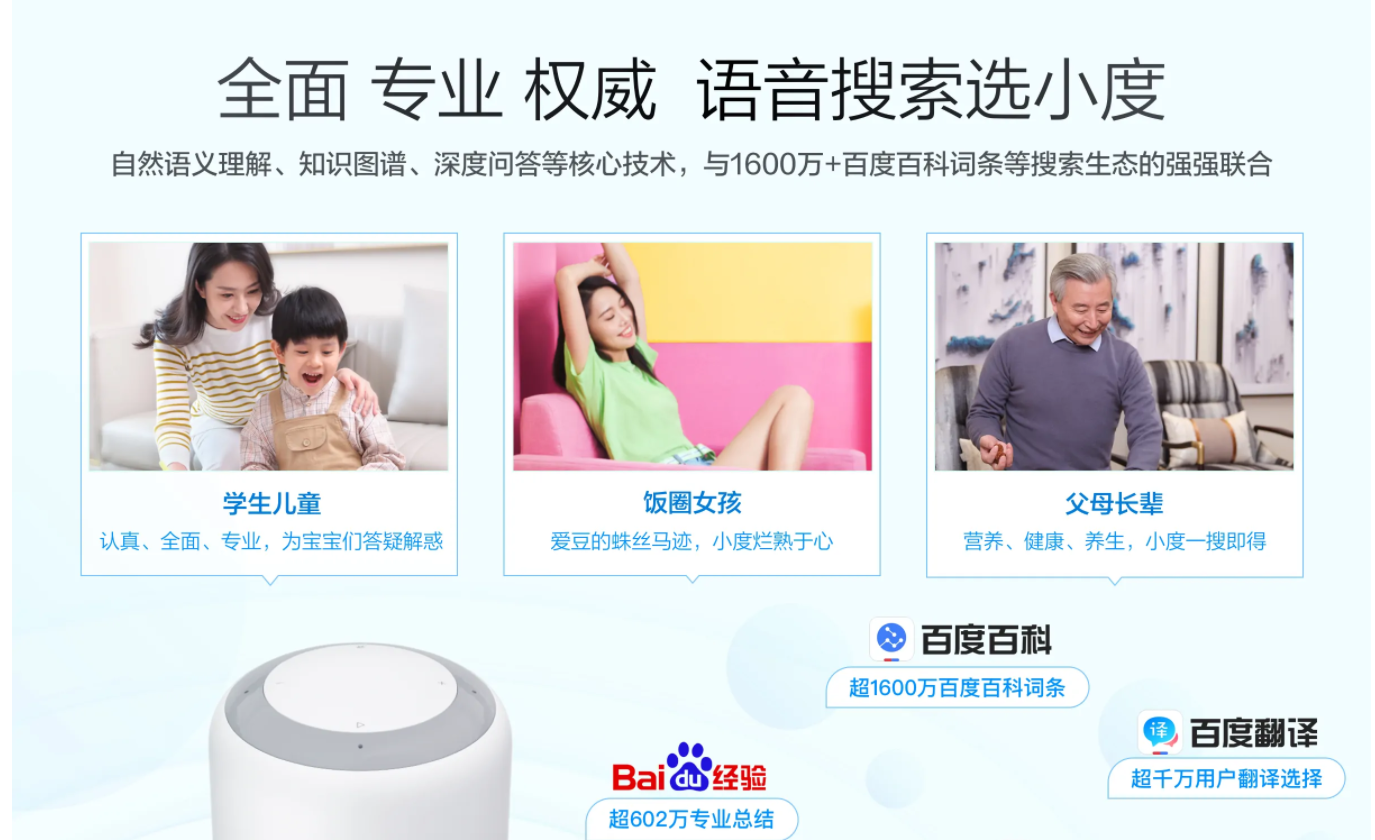 全面 专业 权威 语音搜索选小度
自然语义理解、知识图谱、深度问答等核心技术，与1600万+百度百科词条等搜索生态的强强联合
学生儿童
认真、全面、专业，为宝宝们答疑解惑
饭圈女孩
爱豆的蛛丝马迹，小度烂熟于心
父母长辈
营养、健康、养生，小度一搜即得
百度百科
超1600万百度百科词条
译 百度翻译
超千万用户翻译选择
Bai du 经验
超602万专业总结